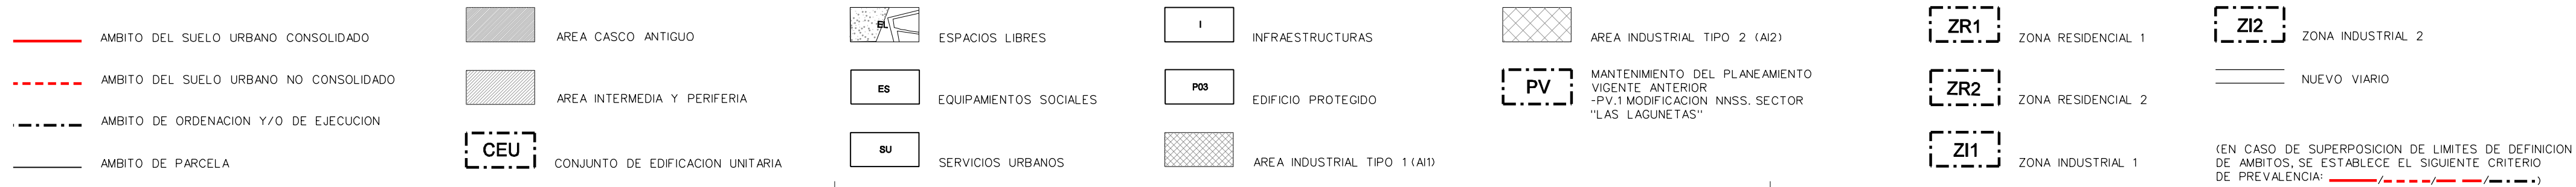 AMBITO DEL SUELO URBANO CONSOLIDADO
AMBITO DEL SUELO URBANO NO CONSOLIDADO
AMBITO DE ORDENACION Y/O DE EJECUCION
AMBITO DE PARCELA
AREA CASCO ANTIGUO
AREA INTERMEDIA Y PERIFERIA
CEU CONJUNTO DE EDIFICACION UNITARIA
EL ESPACIOS LIBRES
ES EQUIPAMIENTOS SOCIALES
SU SERVICIOS URBANOS
I INFRAESTRUCTURAS
P03 EDIFICIO PROTEGIDO
AREA INDUSTRIAL TIPO 1 (AI1)
AREA INDUSTRIAL TIPO 2 (AI2)
PV MANTENIMIENTO DEL PLANEAMIENTO
VIGENTE ANTERIOR
-PV.1 MODIFICACION NNSS. SECTOR
"LAS LAGUNETAS"
ZR1 ZONA RESIDENCIAL 1
ZR2 ZONA RESIDENCIAL 2
ZI1 ZONA INDUSTRIAL 1
ZI2 ZONA INDUSTRIAL 2
NUEVO VIARIO
(EN CASO DE SUPERPOSICION DE LIMITES DE DEFINICION
DE AMBITOS, SE ESTABLECE EL SIGUIENTE CRITERIO
DE PREVALENCIA: / / / )